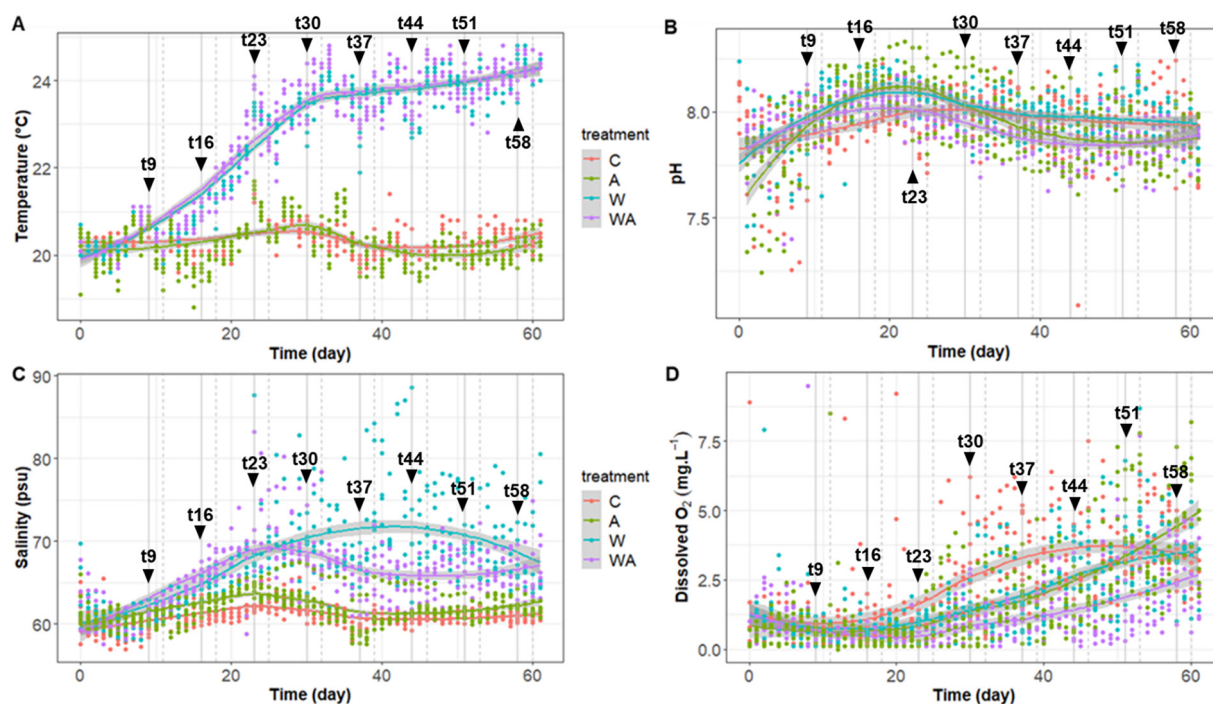 A
t9
t16
t23
t30
t37
t44
t51
t58
24
22
20
Temperature (°C)
0
20
40
60
Time (day)
treatment
C
A
W
WA
B
t9
t16
t23
t30
t37
t44
t51
t58
8.0
7.5
pH
0
20
40
60
Time (day)
C
t9
t16
t23
t30
t37
t44
t51
t58
90
80
70
60
Salinity (psu)
0
20
40
60
Time (day)
treatment
C
A
W
WA
D
t9
t16
t23
t30
t37
t44
t51
t58
7.5
5.0
2.5
0.0
Dissolved O₂ (mg.L⁻¹)
0
20
40
60
Time (day)